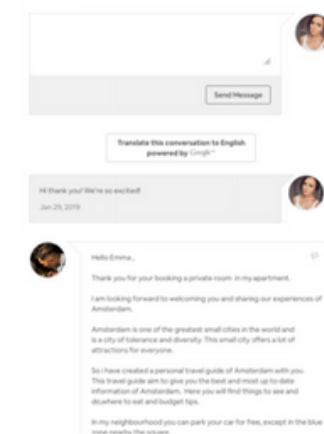 Send Message
Translate this conversation to English
powered by Google™
Hi thank you! We're so excited!
Jan 29, 2019
Hello Emma,,
Thank you for your booking a private room in my apartment.
I am looking forward to welcoming you and sharing our experiences of
Amsterdam.
Amsterdam is one of the greatest small cities in the world and
is a city of tolerance and diversity. This small city offers a lot of
attractions for everyone.
So i have created a personal travel guide of Amsterdam with you.
This travel guide aim to give you the best and most up to date
information of Amsterdam. Here you will find things to see and
do,where to eat and budget tips.
In my neighbourhood you can park your car for free, except in the blue
zone nearby the square.